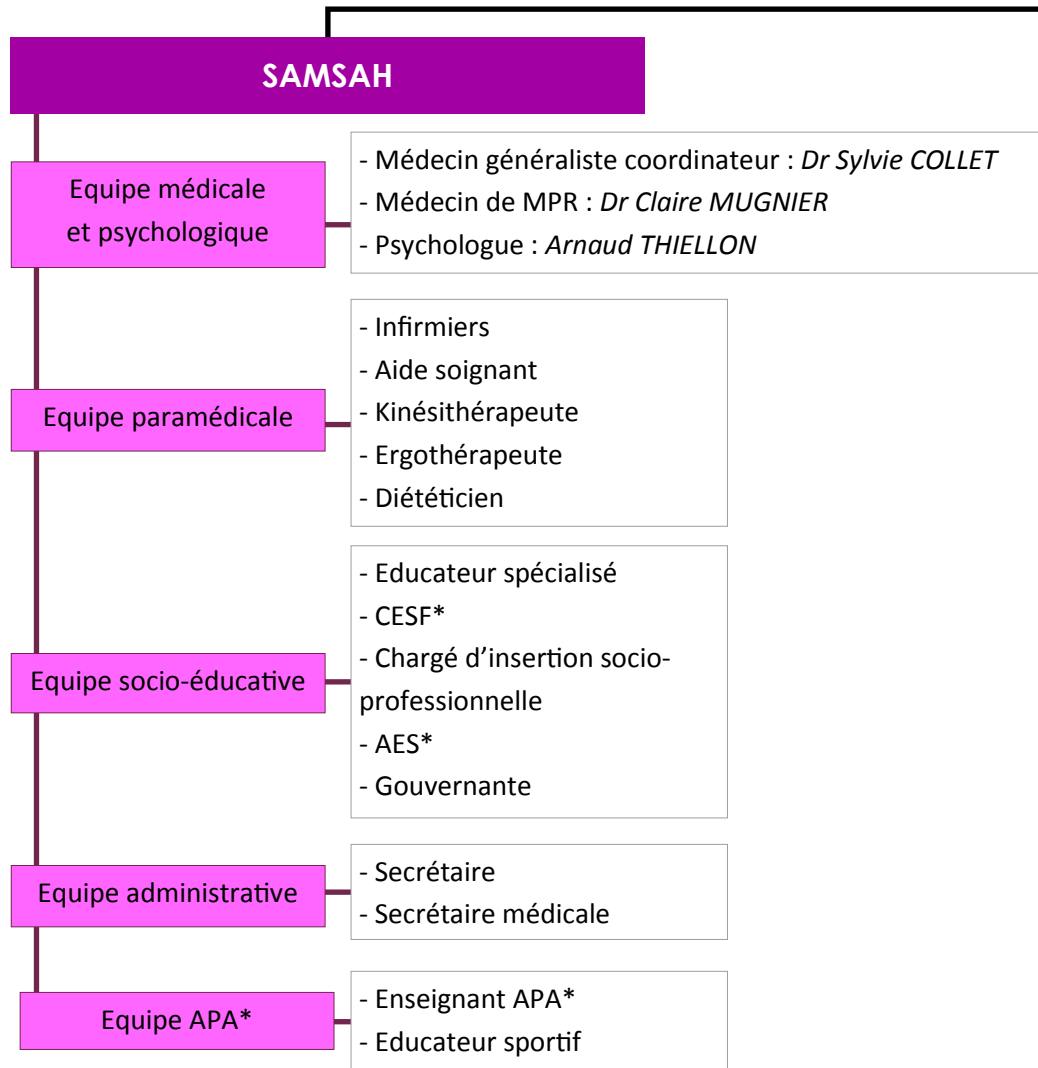 SAMSAH
Equipe médicale
et psychologique
- Médecin généraliste coordinateur : Dr Sylvie COLLET
- Médecin de MPR : Dr Claire MUGNIER
- Psychologue : Arnaud THIELLON
Equipe paramédicale
- Infirmiers
- Aide soignant
- Kinésithérapeute
- Ergothérapeute
- Diététicien
Equipe socio-éducative
- Educateur spécialisé
- CESF*
- Chargé d’insertion socio-
professionnelle
- AES*
- Gouvernante
Equipe administrative
- Secrétaire
- Secrétaire médicale
Equipe APA*
- Enseignant APA*
- Educateur sportif